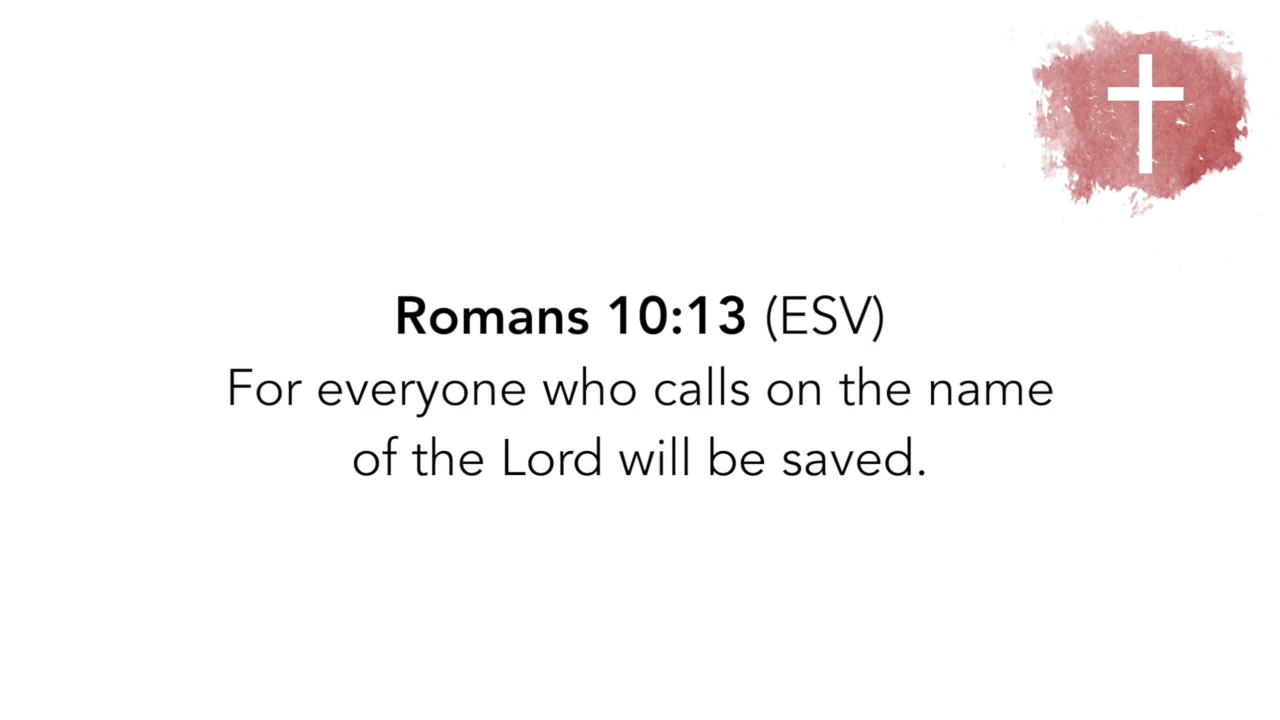 Romans 10:13 (ESV)
For everyone who calls on the name
of the Lord will be saved.